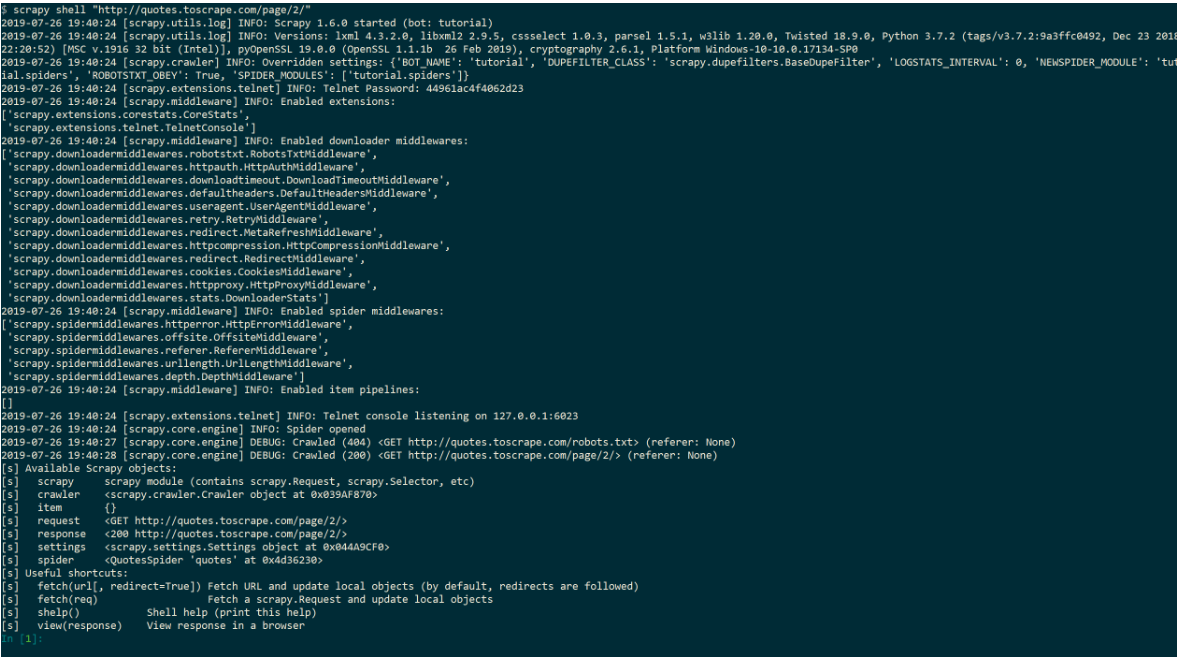 $ scrapy shell "http://quotes.toscrape.com/page/2/"
2019-07-26 19:40:24 [scrapy.utils.log] INFO: Scrapy 1.6.0 started (bot: tutorial)
2019-07-26 19:40:24 [scrapy.utils.log] INFO: Versions: lxml 4.3.2.0, libxml2 2.9.5, cssselect 1.0.3, parsel 1.5.1, w3lib 1.20.0, Twisted 18.9.0, Python 3.7.2 (tags/v3.7.2:9a3ffc0492, Dec 23 2018
22:20:52) [MSC v.1916 32 bit (Intel)], pyOpenSSL 19.0.0 (OpenSSL 1.1.1b  26 Feb 2019), cryptography 2.6.1, Platform Windows-10-10.0.17134-SP0
2019-07-26 19:40:24 [scrapy.crawler] INFO: Overridden settings: {'BOT_NAME': 'tutorial', 'DUPEFILTER_CLASS': 'scrapy.dupefilters.BaseDupeFilter', 'LOGSTATS_INTERVAL': 0, 'NEWSPIDER_MODULE': 'tut
ial.spiders', 'ROBOTSTXT_OBEY': True, 'SPIDER_MODULES': ['tutorial.spiders']}
2019-07-26 19:40:24 [scrapy.extensions.telnet] INFO: Telnet Password: 44961ac4f4062d23
2019-07-26 19:40:24 [scrapy.middleware] INFO: Enabled extensions:
['scrapy.extensions.corestats.CoreStats',
 'scrapy.extensions.telnet.TelnetConsole']
2019-07-26 19:40:24 [scrapy.middleware] INFO: Enabled downloader middlewares:
['scrapy.downloadermiddlewares.robotstxt.RobotsTxtMiddleware',
 'scrapy.downloadermiddlewares.httpauth.HttpAuthMiddleware',
 'scrapy.downloadermiddlewares.downloadtimeout.DownloadTimeoutMiddleware',
 'scrapy.downloadermiddlewares.defaultheaders.DefaultHeadersMiddleware',
 'scrapy.downloadermiddlewares.useragent.UserAgentMiddleware',
 'scrapy.downloadermiddlewares.retry.RetryMiddleware',
 'scrapy.downloadermiddlewares.redirect.MetaRefreshMiddleware',
 'scrapy.downloadermiddlewares.httpcompression.HttpCompressionMiddleware',
 'scrapy.downloadermiddlewares.redirect.RedirectMiddleware',
 'scrapy.downloadermiddlewares.cookies.CookiesMiddleware',
 'scrapy.downloadermiddlewares.httpproxy.HttpProxyMiddleware',
 'scrapy.downloadermiddlewares.stats.DownloaderStats']
2019-07-26 19:40:24 [scrapy.middleware] INFO: Enabled spider middlewares:
['scrapy.spidermiddlewares.httperror.HttpErrorMiddleware',
 'scrapy.spidermiddlewares.offsite.OffsiteMiddleware',
 'scrapy.spidermiddlewares.referer.RefererMiddleware',
 'scrapy.spidermiddlewares.urllength.UrlLengthMiddleware',
 'scrapy.spidermiddlewares.depth.DepthMiddleware']
2019-07-26 19:40:24 [scrapy.middleware] INFO: Enabled item pipelines:
[]
2019-07-26 19:40:24 [scrapy.extensions.telnet] INFO: Telnet console listening on 127.0.0.1:6023
2019-07-26 19:40:24 [scrapy.core.engine] INFO: Spider opened
2019-07-26 19:40:27 [scrapy.core.engine] DEBUG: Crawled (404) <GET http://quotes.toscrape.com/robots.txt> (referer: None)
2019-07-26 19:40:28 [scrapy.core.engine] DEBUG: Crawled (200) <GET http://quotes.toscrape.com/page/2/> (referer: None)
[s] Available Scrapy objects:
[s]   scrapy     scrapy module (contains scrapy.Request, scrapy.Selector, etc)
[s]   crawler    <scrapy.crawler.Crawler object at 0x039AF870>
[s]   item       {}
[s]   request    <GET http://quotes.toscrape.com/page/2/>
[s]   response   <200 http://quotes.toscrape.com/page/2/>
[s]   settings   <scrapy.settings.Settings object at 0x044A9CF0>
[s]   spider     <QuotesSpider 'quotes' at 0x4d36230>
[s] Useful shortcuts:
[s]   fetch(url[, redirect=True]) Fetch URL and update local objects (by default, redirects are followed)
[s]   fetch(req)                  Fetch a scrapy.Request and update local objects
[s]   shelp()           Shell help (print this help)
[s]   view(response)    View response in a browser
In [1]: